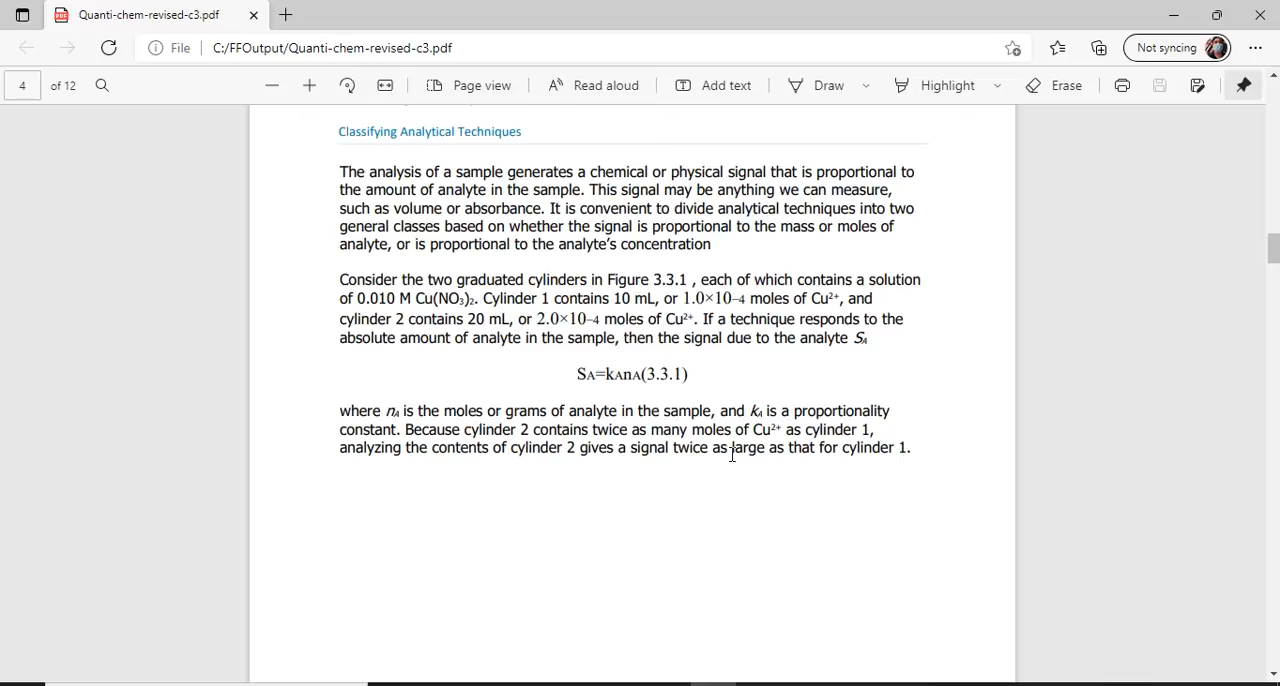 Quanti-chem-revised-c3.pdf
File C:/FFOutput/Quanti-chem-revised-c3.pdf Not syncing
4 of 12 Page view Read aloud Add text Draw Highlight Erase
Classifying Analytical Techniques
The analysis of a sample generates a chemical or physical signal that is proportional to
the amount of analyte in the sample. This signal may be anything we can measure,
such as volume or absorbance. It is convenient to divide analytical techniques into two
general classes based on whether the signal is proportional to the mass or moles of
analyte, or is proportional to the analyte’s concentration
Consider the two graduated cylinders in Figure 3.3.1 , each of which contains a solution
of 0.010 M Cu(NO₃)₂. Cylinder 1 contains 10 mL, or 1.0×10−4 moles of Cu²⁺, and
cylinder 2 contains 20 mL, or 2.0×10−4 moles of Cu²⁺. If a technique responds to the
absolute amount of analyte in the sample, then the signal due to the analyte SA
SA=kAnA(3.3.1)
where nA is the moles or grams of analyte in the sample, and kA is a proportionality
constant. Because cylinder 2 contains twice as many moles of Cu²⁺ as cylinder 1,
analyzing the contents of cylinder 2 gives a signal twice as large as that for cylinder 1.